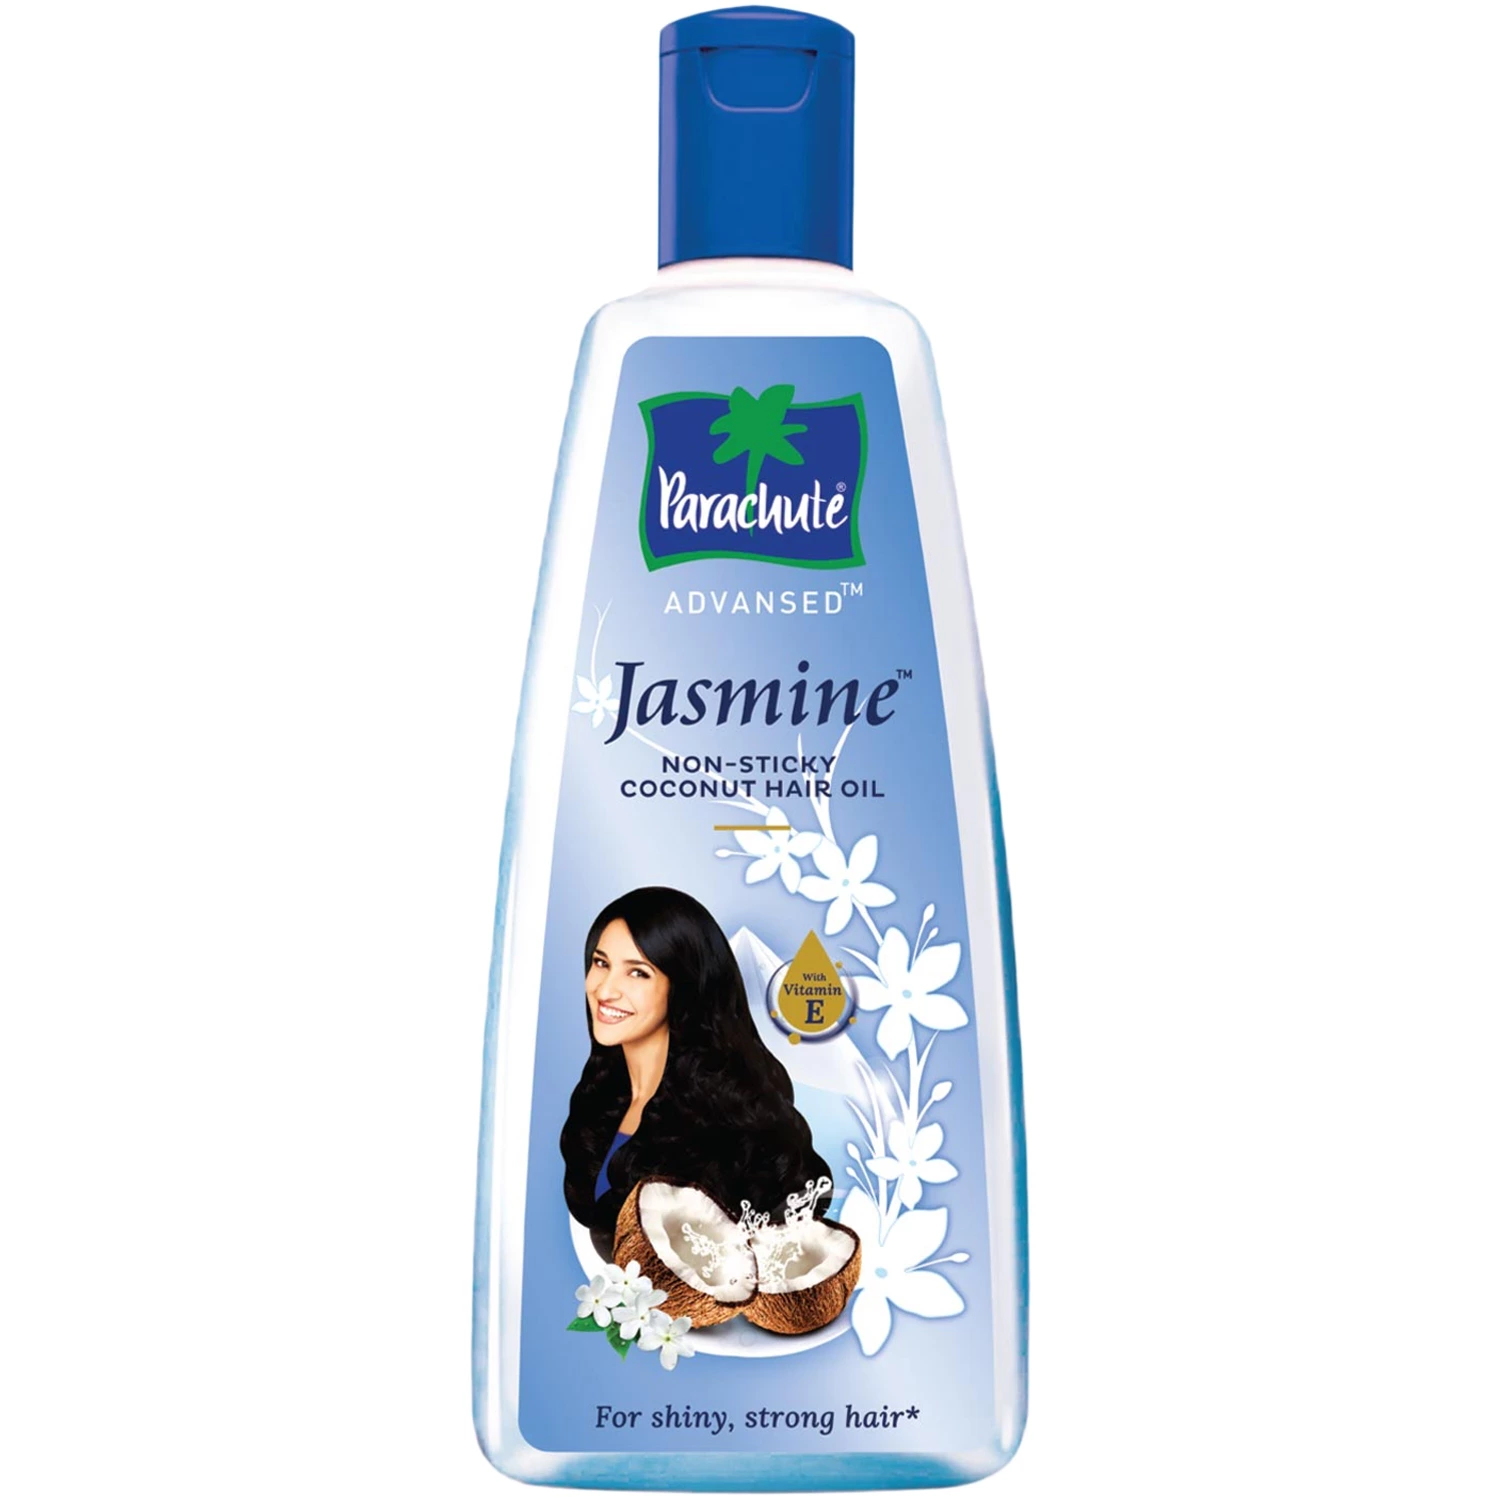 Parachute®
ADVANSED™
Jasmine™
NON-STICKY
COCONUT HAIR OIL
With
Vitamin
E
For shiny, strong hair*